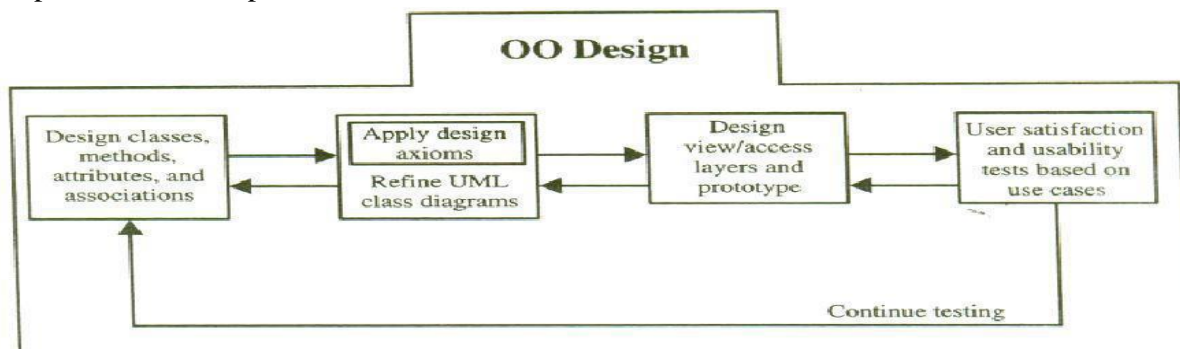 OO Design
Design classes,
methods,
attributes, and
associations
Apply design
axioms
Refine UML
class diagrams
Design
view/access
layers and
prototype
User satisfaction
and usability
tests based on
use cases
Continue testing